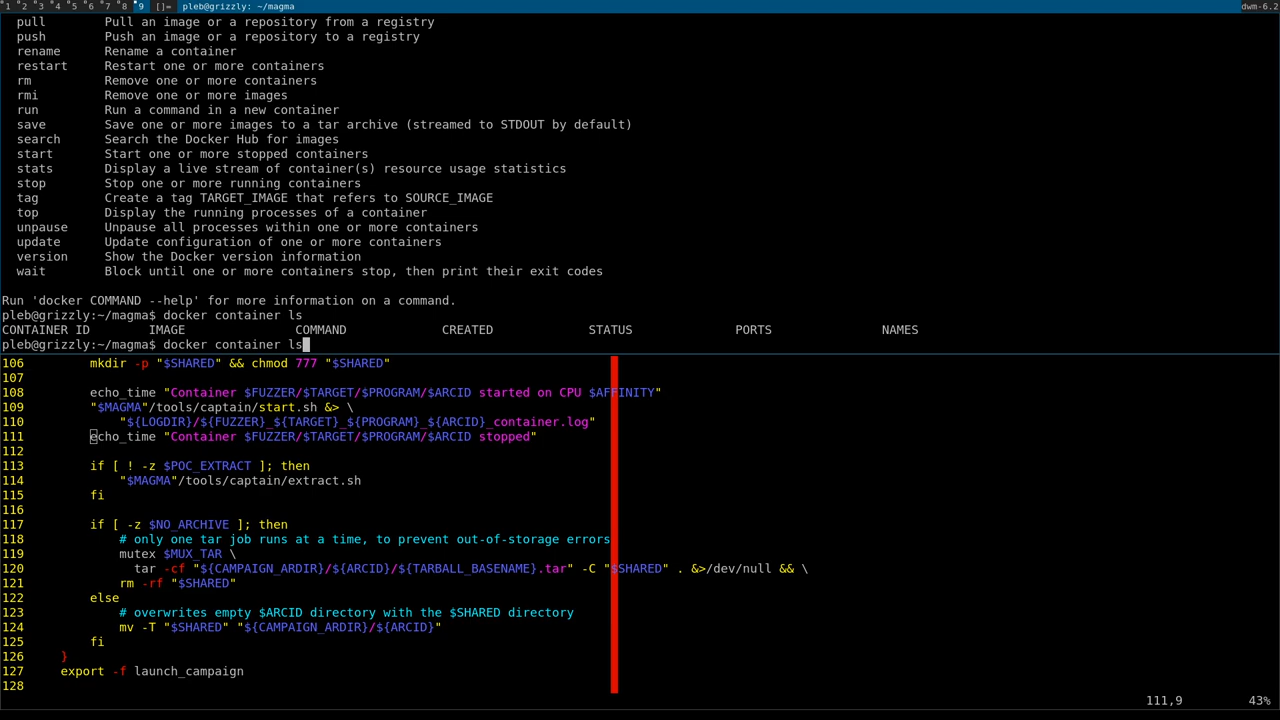 1 2 3 4 5 6 7 8 9 []= pleb@grizzly: ~/magma dwm-6.2
pull Pull an image or a repository from a registry
push Push an image or a repository to a registry
rename Rename a container
restart Restart one or more containers
rm Remove one or more containers
rmi Remove one or more images
run Run a command in a new container
save Save one or more images to a tar archive (streamed to STDOUT by default)
search Search the Docker Hub for images
start Start one or more stopped containers
stats Display a live stream of container(s) resource usage statistics
stop Stop one or more running containers
tag Create a tag TARGET_IMAGE that refers to SOURCE_IMAGE
top Display the running processes of a container
unpause Unpause all processes within one or more containers
update Update configuration of one or more containers
version Show the Docker version information
wait Block until one or more containers stop, then print their exit codes
Run 'docker COMMAND --help' for more information on a command.
pleb@grizzly:~/magma$ docker container ls
CONTAINER ID IMAGE COMMAND CREATED STATUS PORTS NAMES
pleb@grizzly:~/magma$ docker container ls
106 mkdir -p "$SHARED" && chmod 777 "$SHARED"
107
108 echo_time "Container $FUZZER/$TARGET/$PROGRAM/$ARCID started on CPU $AFFINITY"
109 "$MAGMA"/tools/captain/start.sh &> \
110 "${LOGDIR}/${FUZZER}_${TARGET}_${PROGRAM}_${ARCID}_container.log"
111 echo_time "Container $FUZZER/$TARGET/$PROGRAM/$ARCID stopped"
112
113 if [ ! -z $POC_EXTRACT ]; then
114 "$MAGMA"/tools/captain/extract.sh
115 fi
116
117 if [ -z $NO_ARCHIVE ]; then
118 # only one tar job runs at a time, to prevent out-of-storage errors
119 mutex $MUX_TAR \
120 tar -cf "${CAMPAIGN_ARDIR}/${ARCID}/${TARBALL_BASENAME}.tar" -C "$SHARED" . &>/dev/null && \
121 rm -rf "$SHARED"
122 else
123 # overwrites empty $ARCID directory with the $SHARED directory
124 mv -T "$SHARED" "${CAMPAIGN_ARDIR}/${ARCID}"
125 fi
126 }
127 export -f launch_campaign
128
111,9 43%